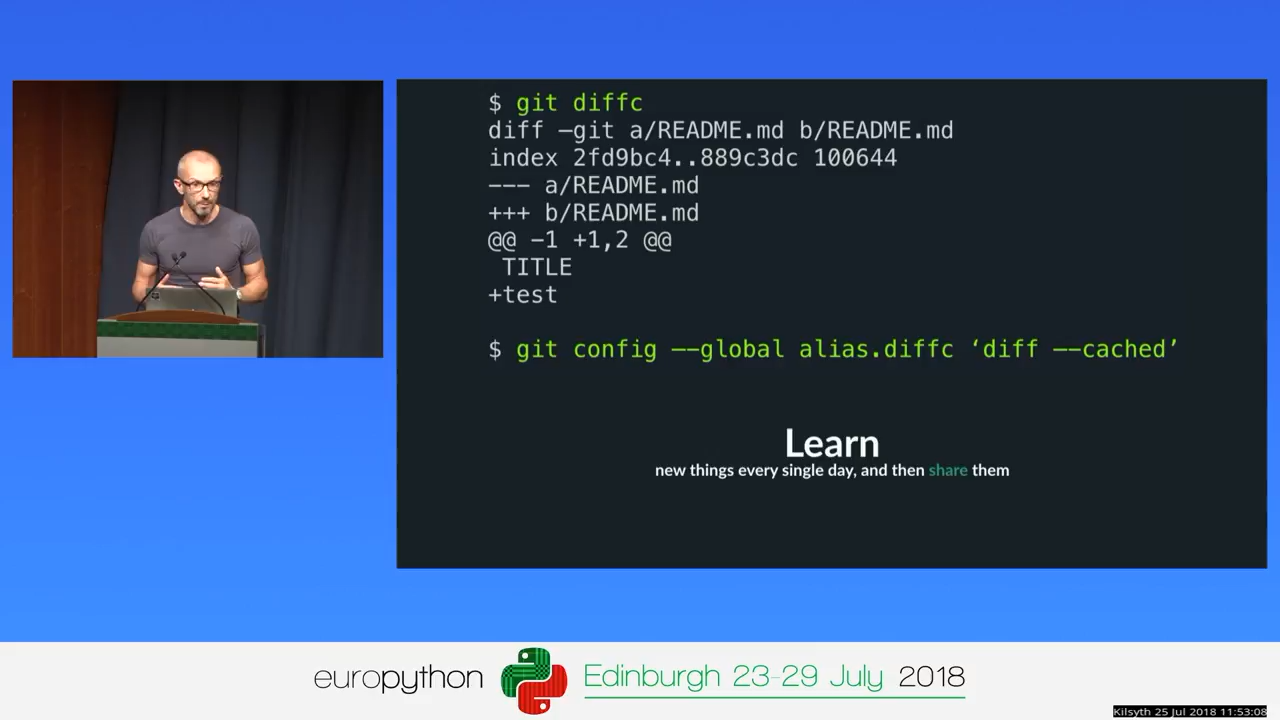 $ git diffc
diff —git a/README.md b/README.md
index 2fd9bc4..889c3dc 100644
--- a/README.md
+++ b/README.md
@@ -1 +1,2 @@
TITLE
+test
$ git config --global alias.diffc ‘diff --cached’
Learn
new things every single day, and then share them
europython
Edinburgh 23-29 July 2018
Kilsyth 25 Jul 2018 11:53:08